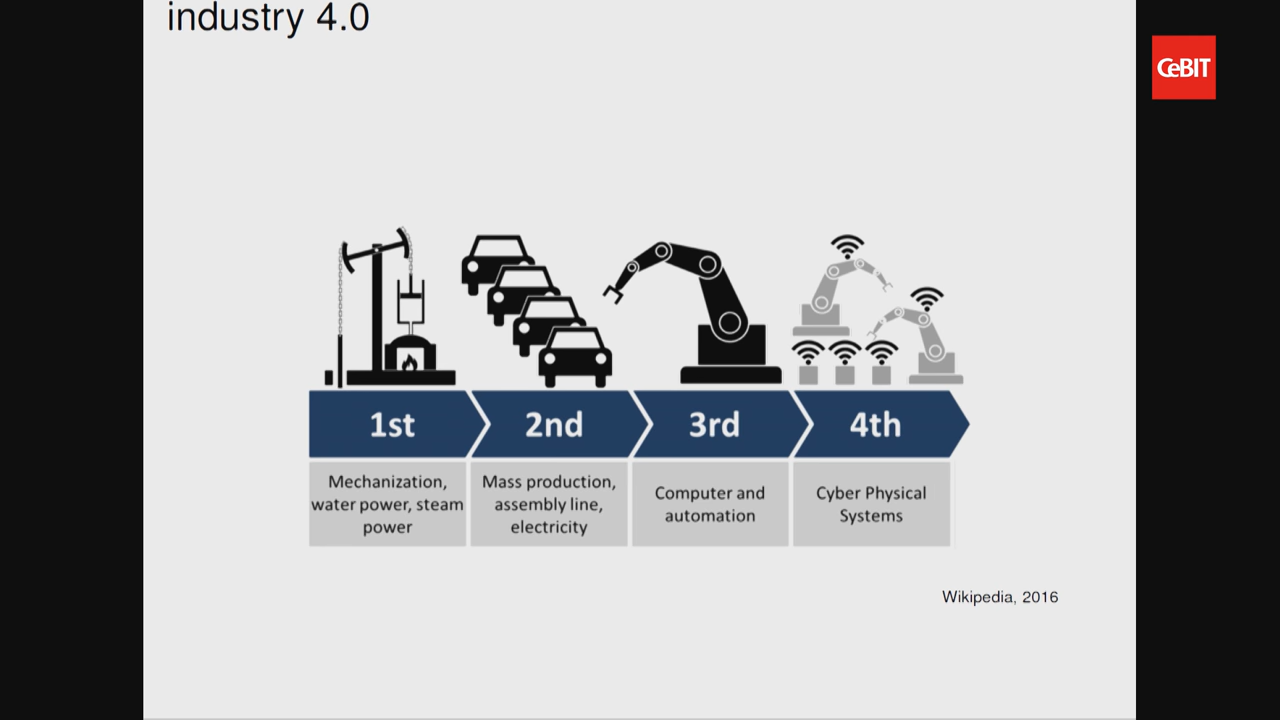 industry 4.0
CeBIT
1st
2nd
3rd
4th
Mechanization,
water power, steam
power
Mass production,
assembly line,
electricity
Computer and
automation
Cyber Physical
Systems
Wikipedia, 2016